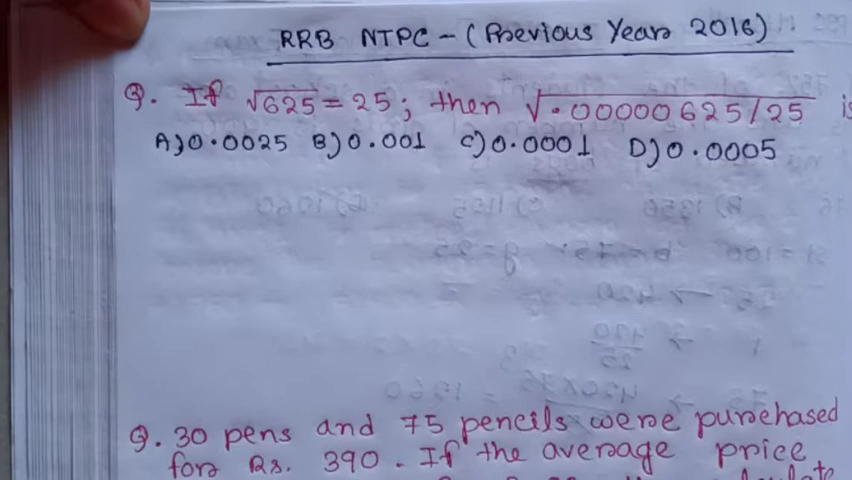 RRB NTPC - (Previous Year 2016)
Q. If √625 = 25; then √.00000625/25 is
A) 0.0025 B) 0.001 C) 0.0001 D) 0.0005
Q. 30 pens and 75 pencils were purchased
for Rs. 390. If the average price